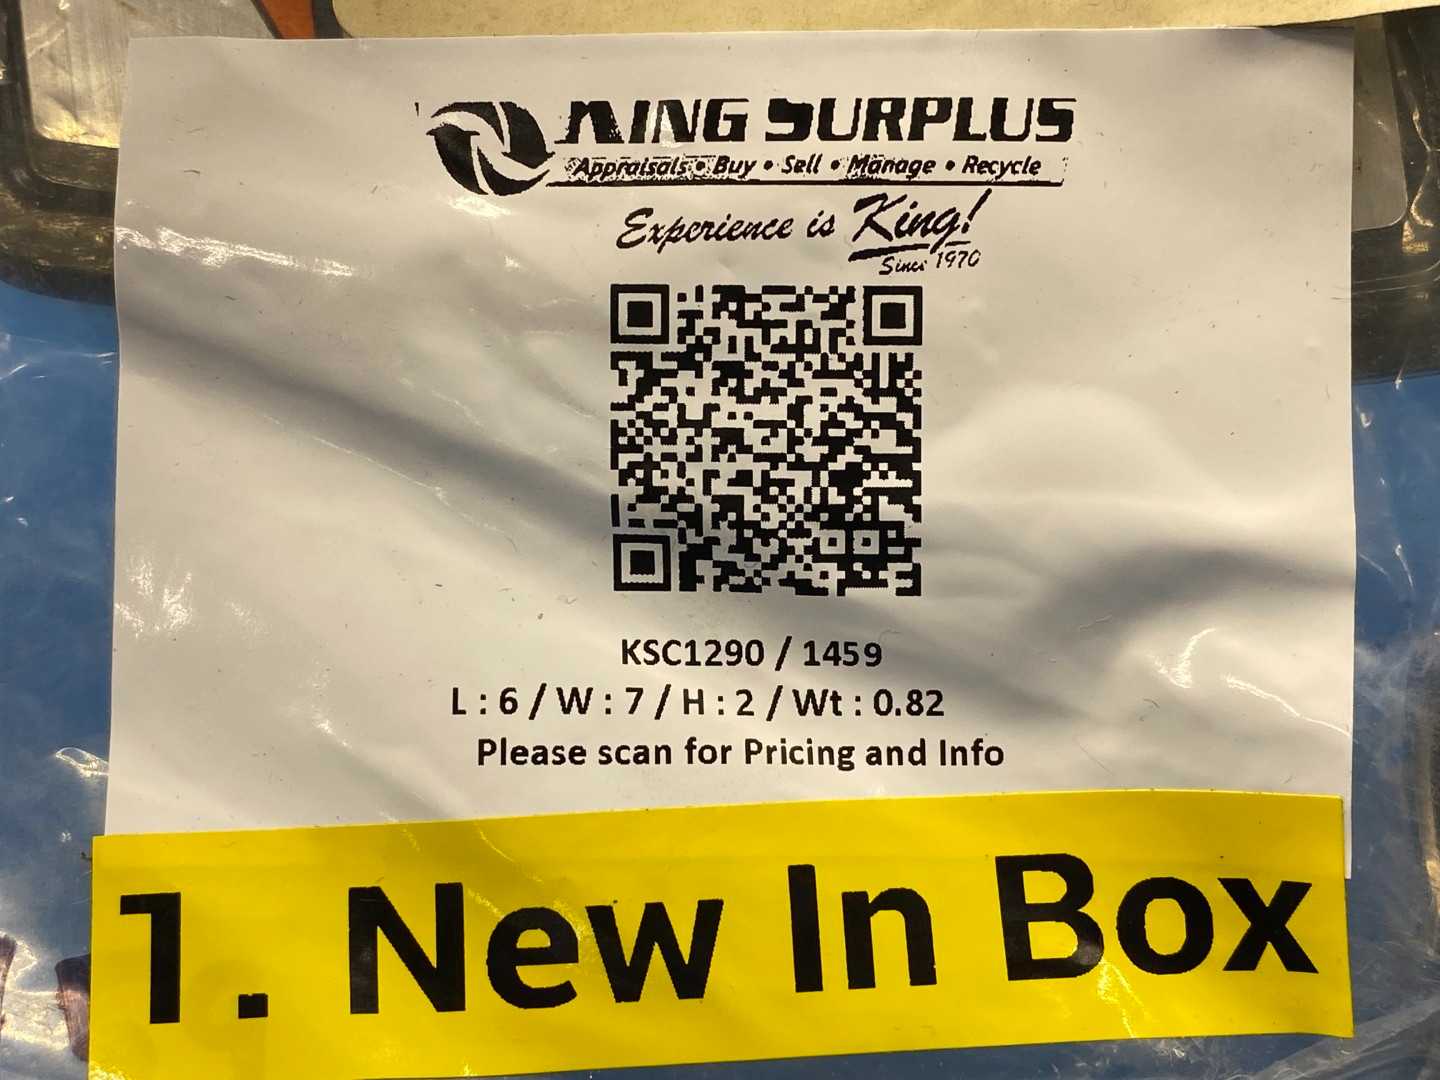 KING SURPLUS
Appraisals • Buy • Sell • Manage • Recycle
Experience is King!
Since 1970
KSC1290 / 1459
L : 6 / W : 7 / H : 2 / Wt : 0.82
Please scan for Pricing and Info
1. New In Box